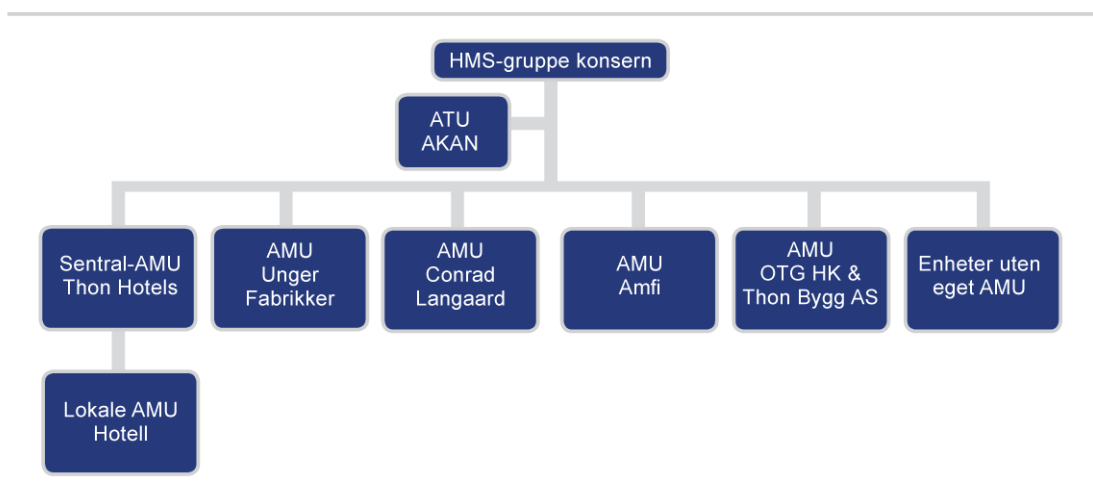 HMS-gruppe konsern
ATU
AKAN
Sentral-AMU
Thon Hotels
AMU
Unger
Fabrikker
AMU
Conrad
Langaard
AMU
Amfi
AMU
OTG HK &
Thon Bygg AS
Enheter uten
eget AMU
Lokale AMU
Hotell